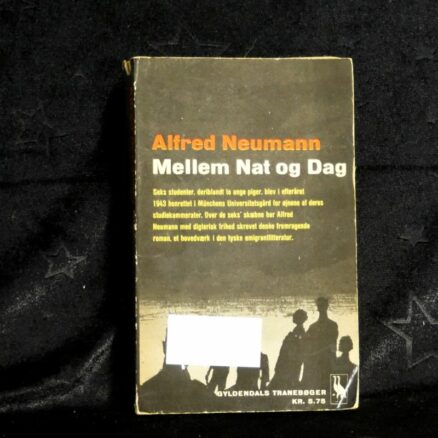 Alfred Neumann
Mellem Nat og Dag
Seks studenter, deriblandt to unge piger, blev i efteråret
1943 henrettet i Münchens Universitetsgård for øjnene af deres
studiekammerater. Over de seks' skæbne har Alfred
Neumann med digterisk frihed skrevet denne fremragende
roman, et hovedværk i den tyske emigrantlitteratur.
GYLDENDALS TRANEBØGER
KR. 5.75